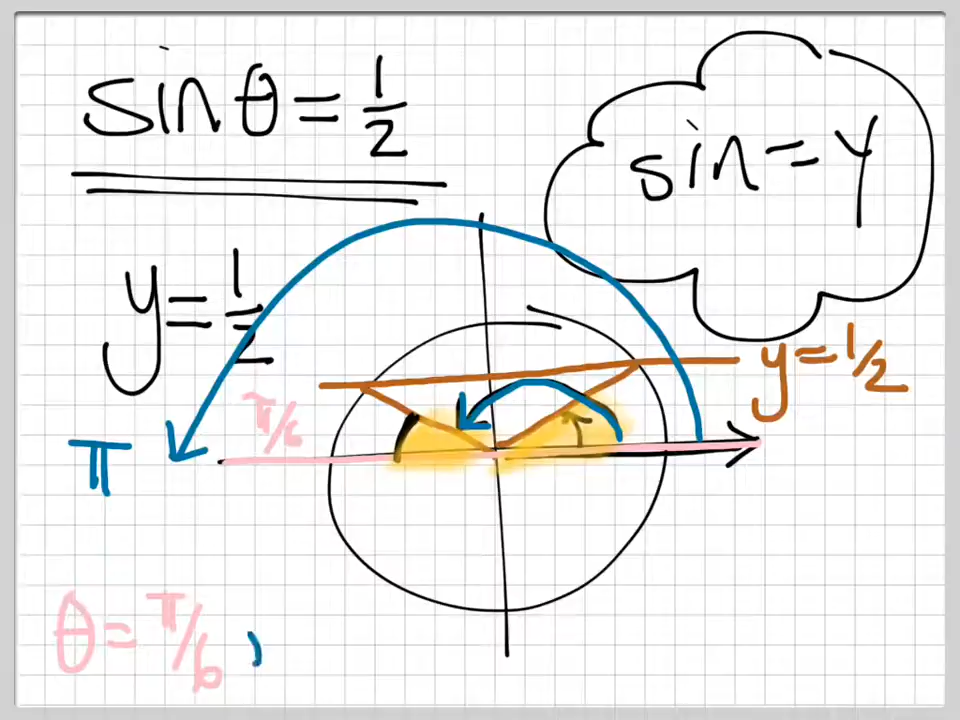 sin θ = 1/2
sin = y
y = 1/2
y = 1/2
π/6
π
θ = π/6 ,